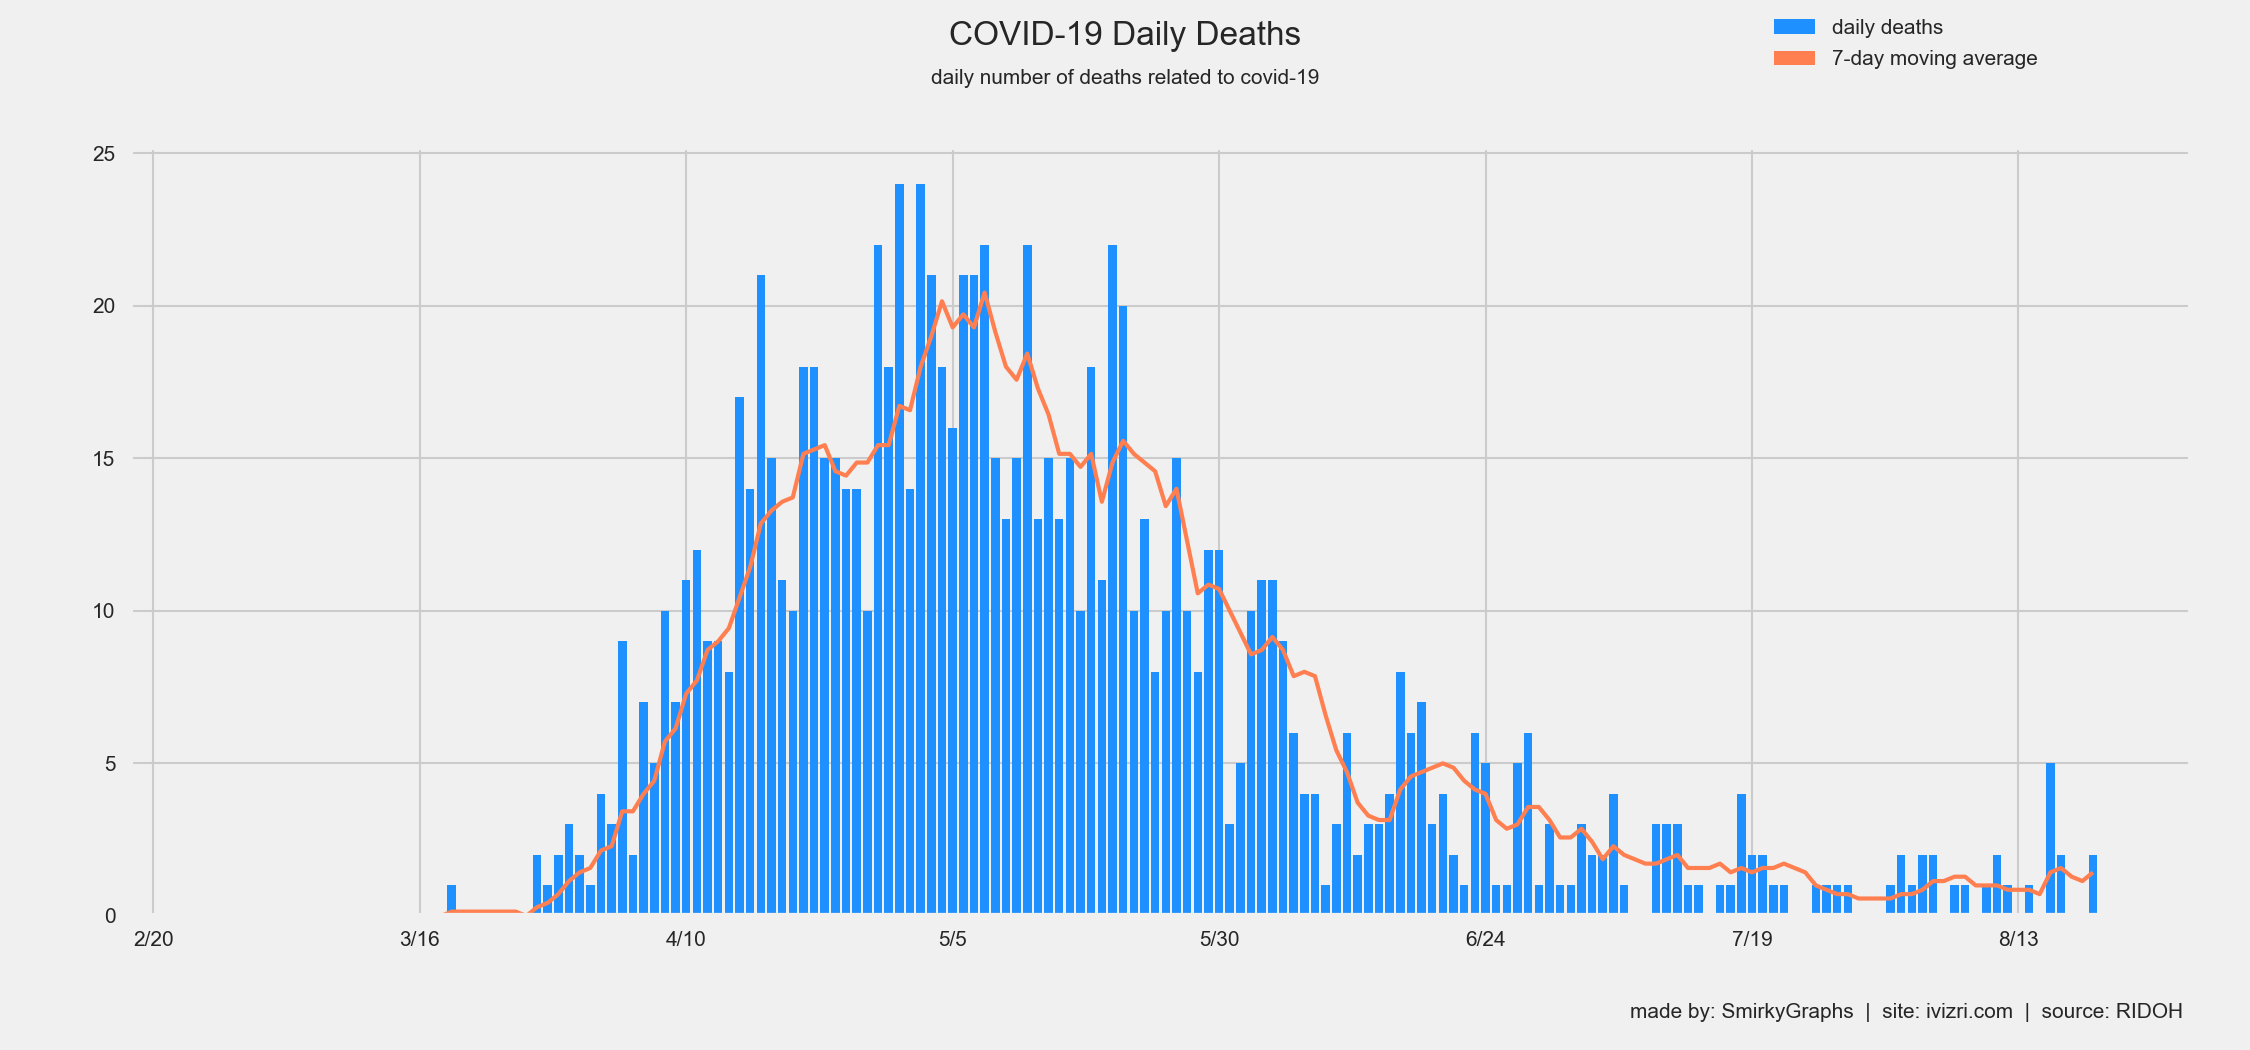 COVID-19 Daily Deaths
daily number of deaths related to covid-19
daily deaths
7-day moving average
25
20
15
10
5
0
2/20 3/16 4/10 5/5 5/30 6/24 7/19 8/13
made by: SmirkyGraphs | site: ivizri.com | source: RIDOH